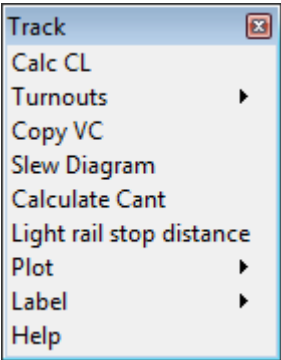 Track
Calc CL
Turnouts
Copy VC
Slew Diagram
Calculate Cant
Light rail stop distance
Plot
Label
Help